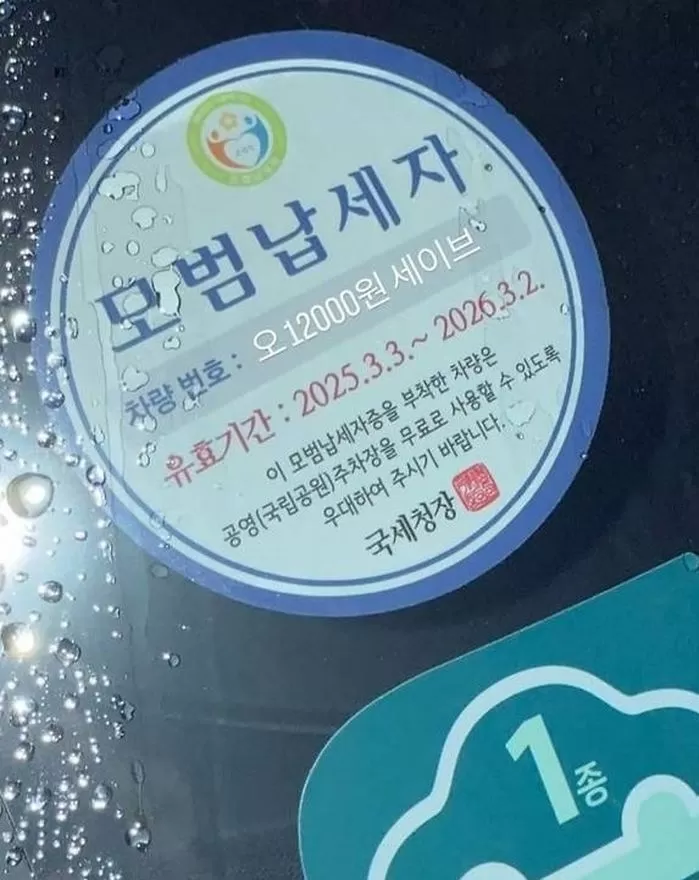 모범납세자
차량 번호 : 오 12000원 세이브
유효기간 : 2025.3.3.~ 2026.3.2.
이 모범납세자증을 부착한 차량은
공영(국립공원)주차장을 무료로 사용할 수 있도록
우대하여 주시기 바랍니다.
국세청장
1종